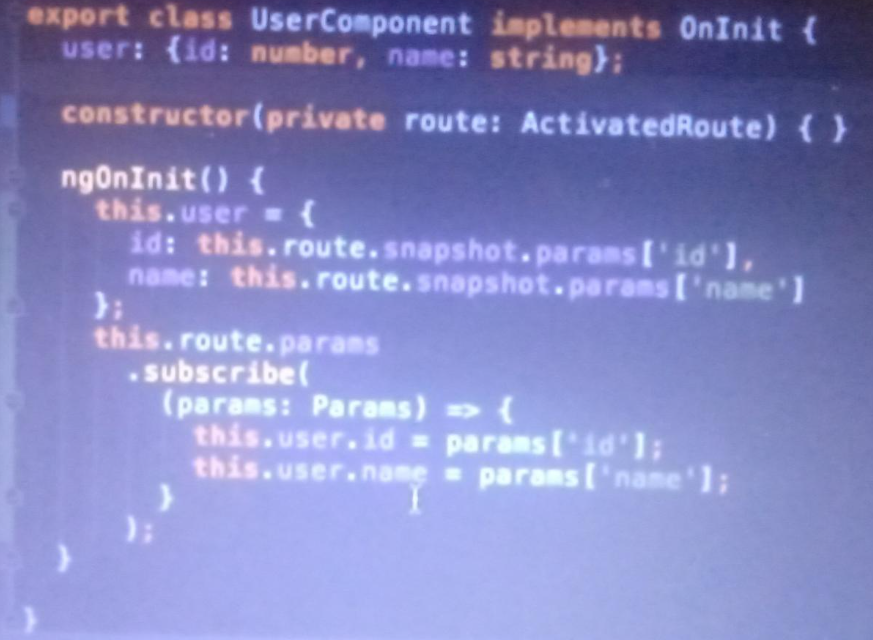 export class UserComponent implements OnInit {
user: {id: number, name: string};
constructor(private route: ActivatedRoute) { }
ngOnInit() {
this.user = {
id: this.route.snapshot.params['id'],
name: this.route.snapshot.params['name']
};
this.route.params
.subscribe(
(params: Params) => {
this.user.id = params['id'];
this.user.name = params['name'];
}
);
}
}